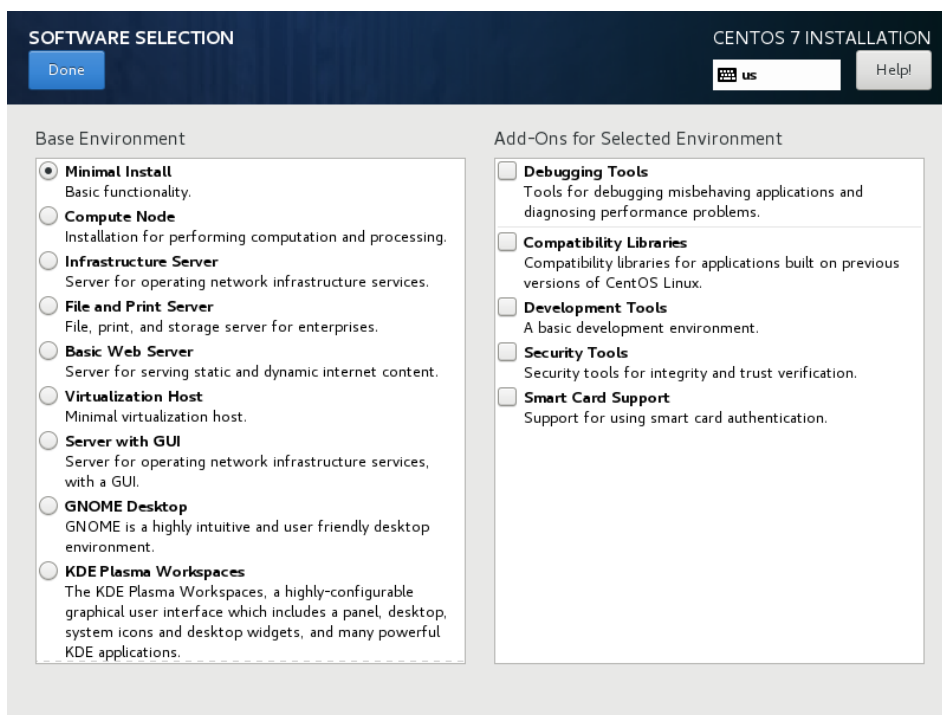 SOFTWARE SELECTION
CENTOS 7 INSTALLATION
Done
us
Help!
Base Environment
Minimal Install
Basic functionality.
Compute Node
Installation for performing computation and processing.
Infrastructure Server
Server for operating network infrastructure services.
File and Print Server
File, print, and storage server for enterprises.
Basic Web Server
Server for serving static and dynamic internet content.
Virtualization Host
Minimal virtualization host.
Server with GUI
Server for operating network infrastructure services,
with a GUI.
GNOME Desktop
GNOME is a highly intuitive and user friendly desktop
environment.
KDE Plasma Workspaces
The KDE Plasma Workspaces, a highly-configurable
graphical user interface which includes a panel, desktop,
system icons and desktop widgets, and many powerful
KDE applications.
Add-Ons for Selected Environment
Debugging Tools
Tools for debugging misbehaving applications and
diagnosing performance problems.
Compatibility Libraries
Compatibility libraries for applications built on previous
versions of CentOS Linux.
Development Tools
A basic development environment.
Security Tools
Security tools for integrity and trust verification.
Smart Card Support
Support for using smart card authentication.